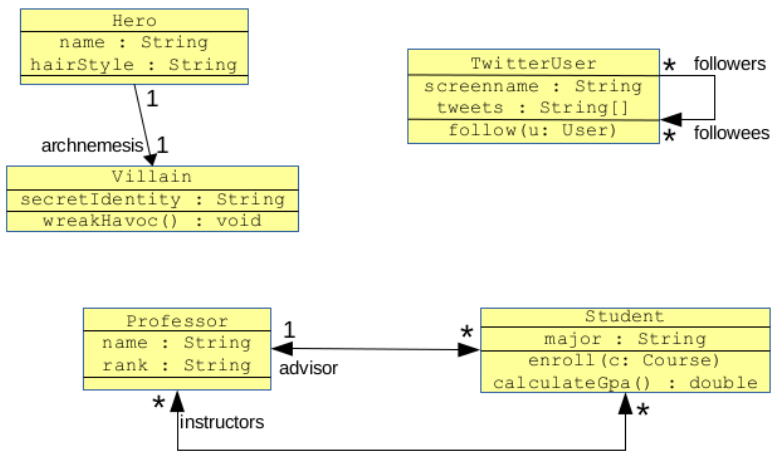 Hero
name : String
hairStyle : String
1
archnemesis 1
Villain
secretIdentity : String
wreakHavoc() : void
TwitterUser
screenname : String
tweets : String[]
follow(u: User)
* followers
* followees
Professor
name : String
rank : String
1
advisor
*
* instructors
Student
major : String
enroll(c: Course)
calculateGpa() : double
*